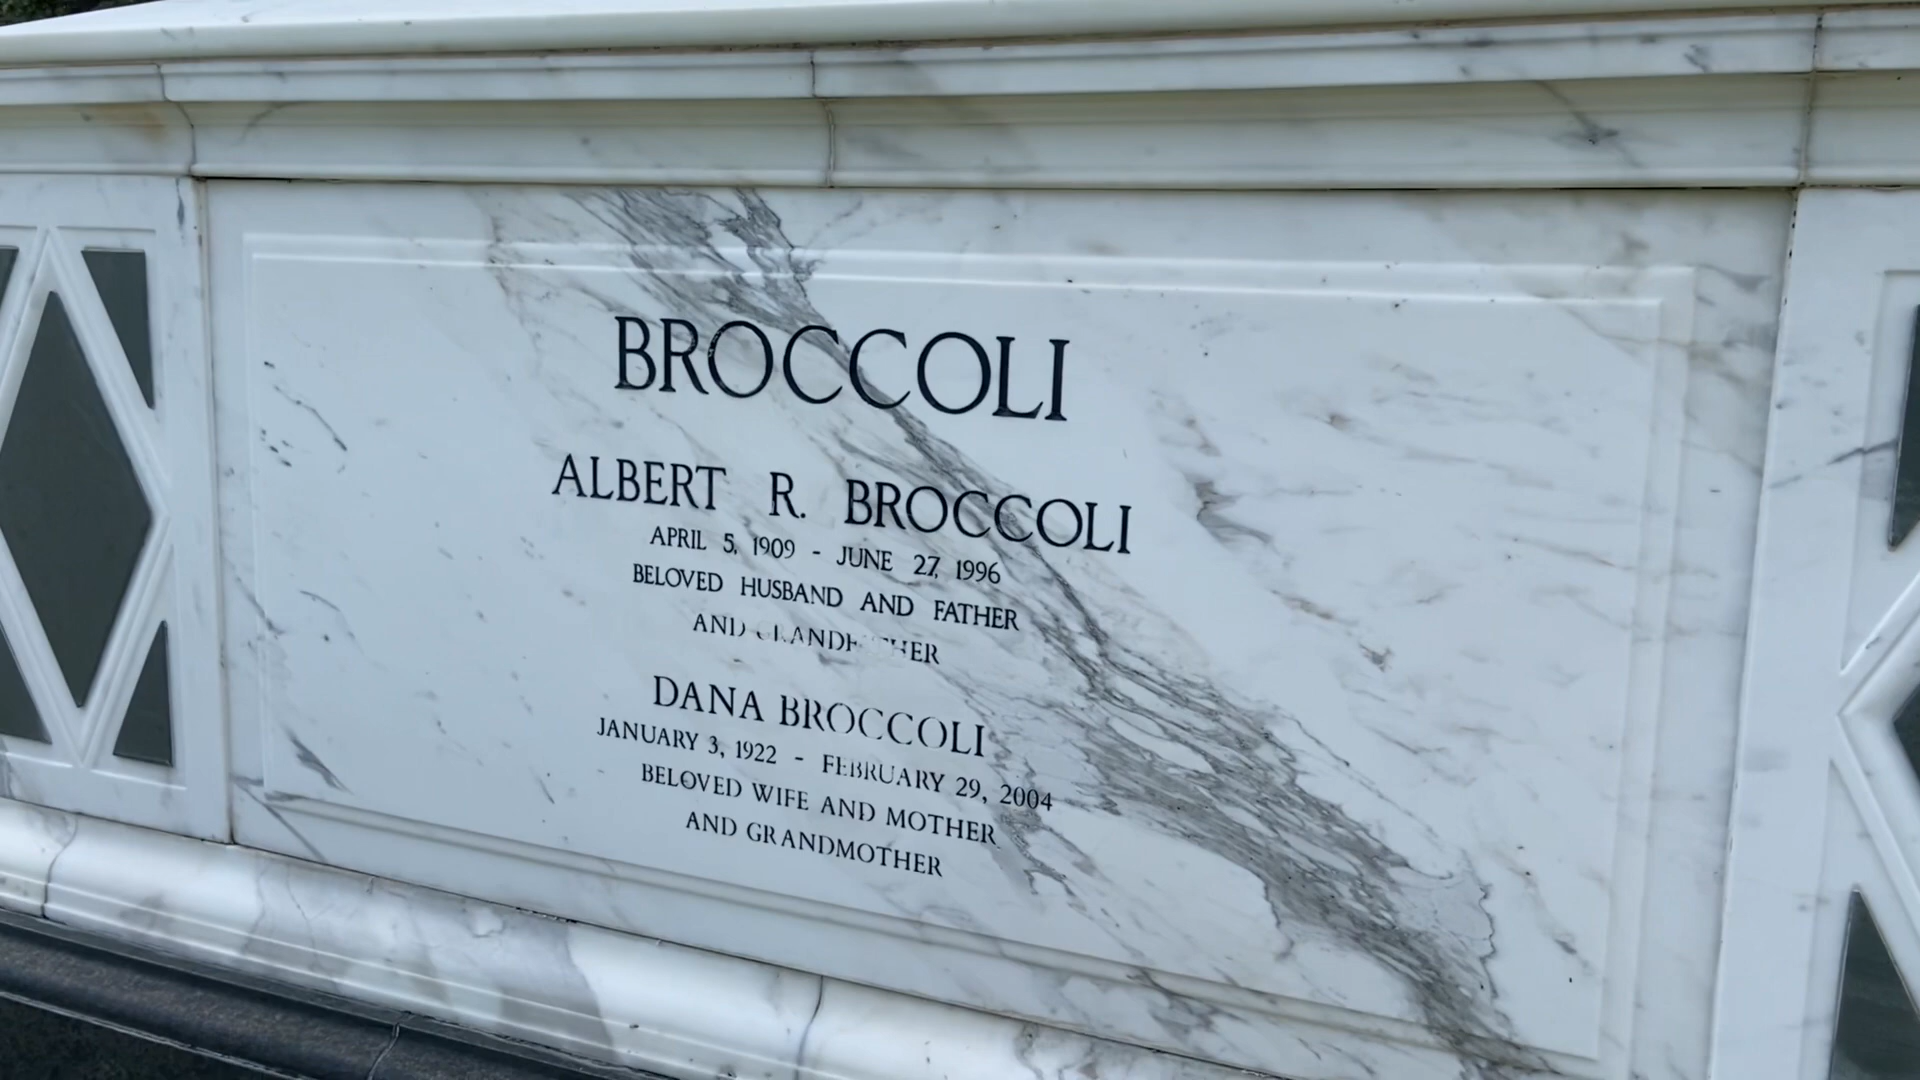 BROCCOLI
ALBERT R. BROCCOLI
APRIL 5, 1909 - JUNE 27, 1996
BELOVED HUSBAND AND FATHER
AND GRANDFATHER
DANA BROCCOLI
JANUARY 3, 1922 - FEBRUARY 29, 2004
BELOVED WIFE AND MOTHER
AND GRANDMOTHER